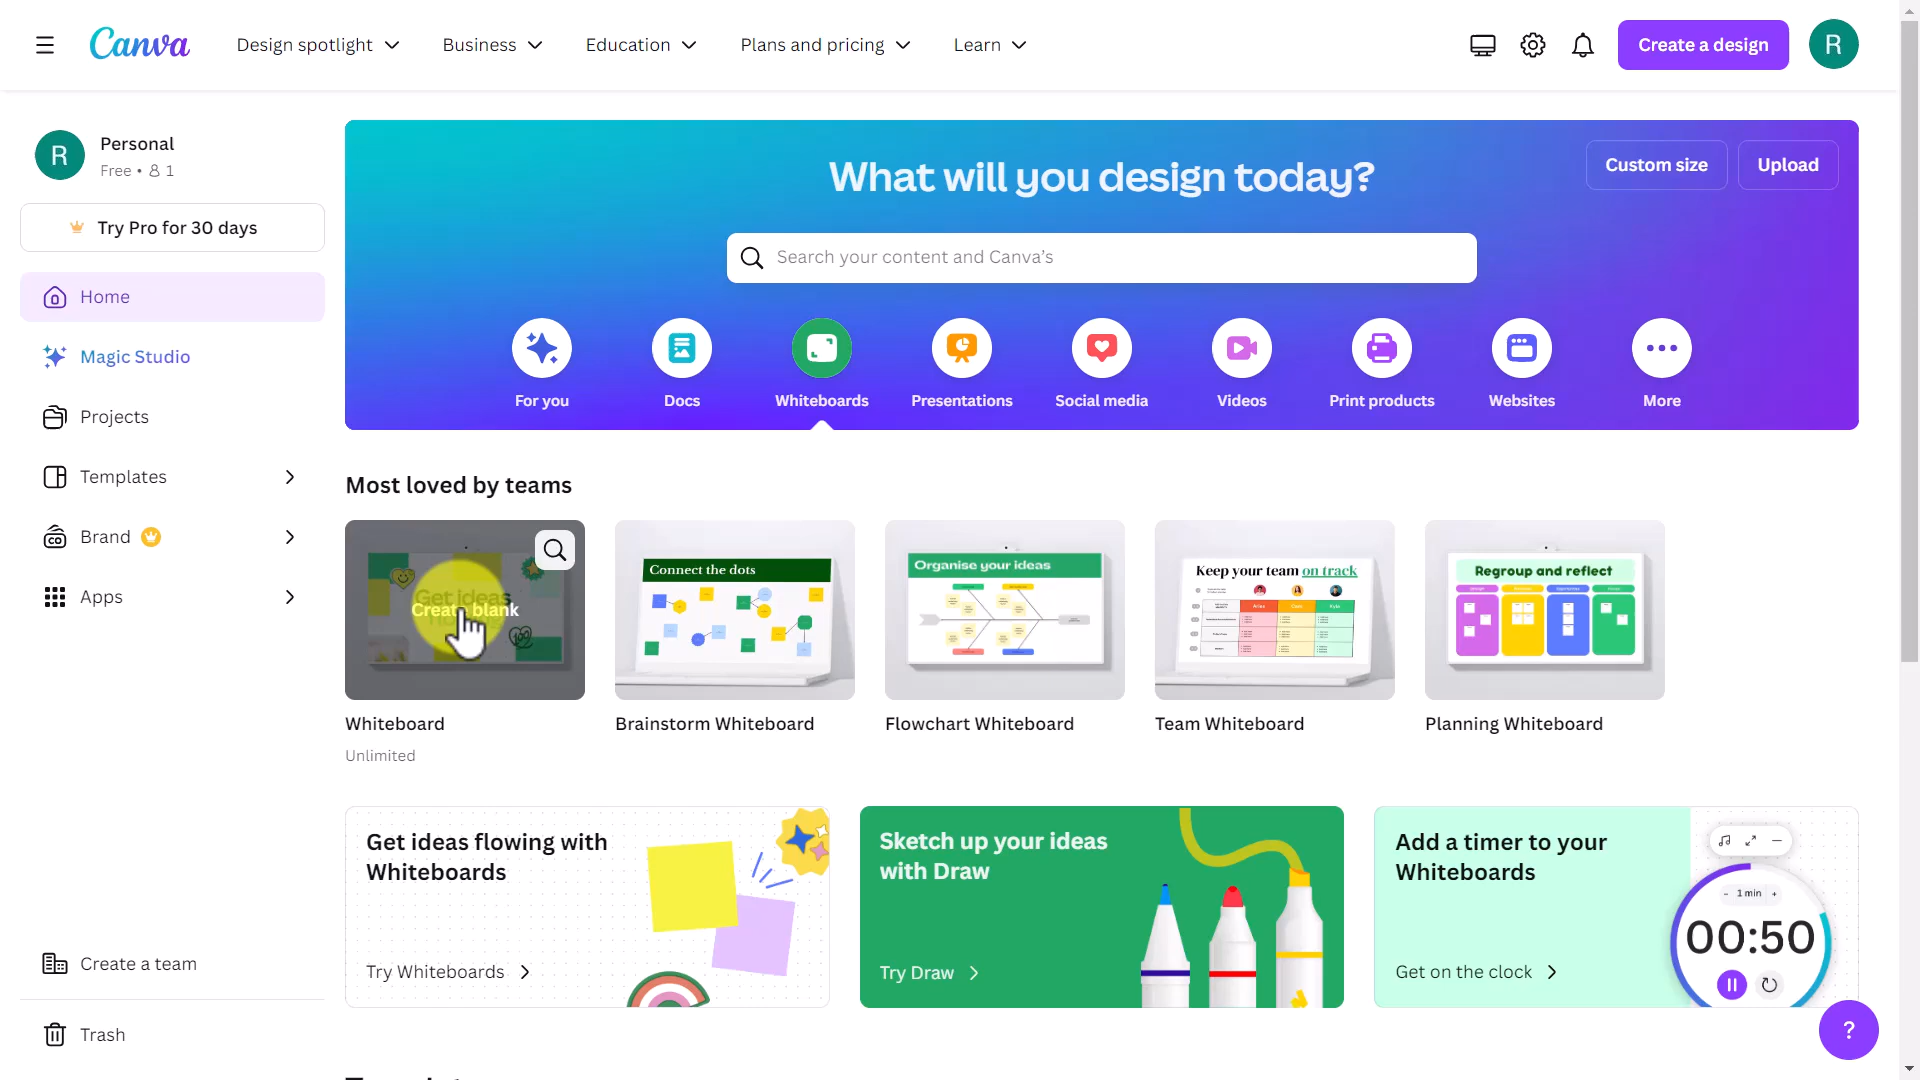 Canva
Design spotlight
Business
Education
Plans and pricing
Learn
Create a design
R
R
Personal
Free • 1
Try Pro for 30 days
Home
Magic Studio
Projects
Templates
Brand
Apps
Create a team
Trash
What will you design today?
Custom size
Upload
Search your content and Canva's
For you
Docs
Whiteboards
Presentations
Social media
Videos
Print products
Websites
More
Most loved by teams
Get ideas
Create blank
Connect the dots
Organise your ideas
Keep your team on track
Regroup and reflect
Whiteboard
Unlimited
Brainstorm Whiteboard
Flowchart Whiteboard
Team Whiteboard
Planning Whiteboard
Get ideas flowing with
Whiteboards
Try Whiteboards
Sketch up your ideas
with Draw
Try Draw
Add a timer to your
Whiteboards
Get on the clock
- 1 min +
00:50
?